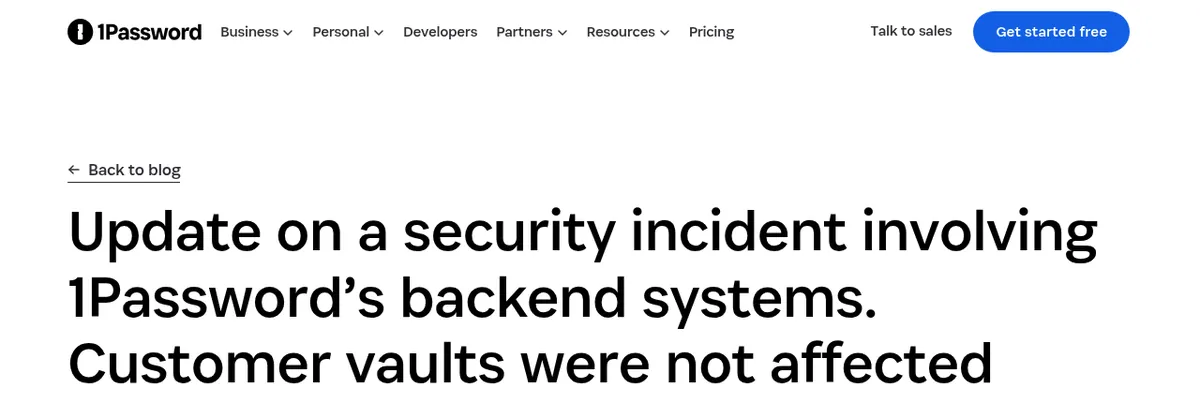 1Password Business Personal Developers Partners Resources Pricing Talk to sales Get started free
← Back to blog
Update on a security incident involving
1Password’s backend systems.
Customer vaults were not affected